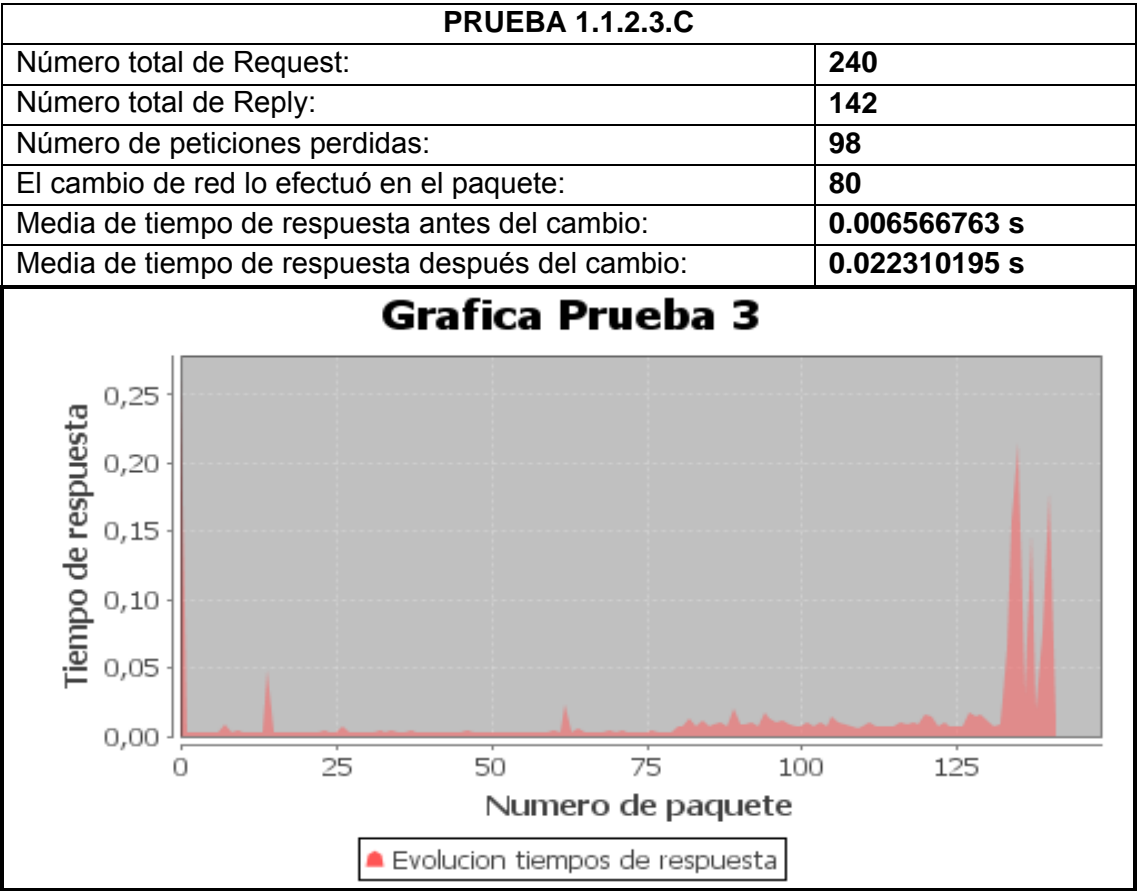 PRUEBA 1.1.2.3.C
Número total de Request: 240
Número total de Reply: 142
Número de peticiones perdidas: 98
El cambio de red lo efectuó en el paquete: 80
Media de tiempo de respuesta antes del cambio: 0.006566763 s
Media de tiempo de respuesta después del cambio: 0.022310195 s
Grafica Prueba 3
Tiempo de respuesta
0,25
0,20
0,15
0,10
0,05
0,00
0 25 50 75 100 125
Numero de paquete
Evolucion tiempos de respuesta